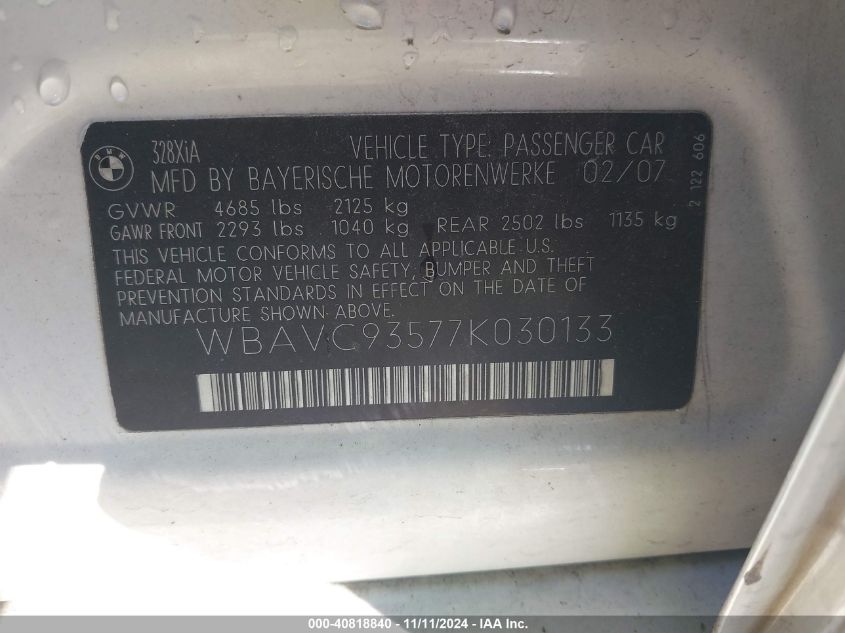 BMW
328XiA VEHICLE TYPE: PASSENGER CAR
MFD BY BAYERISCHE MOTORENWERKE 02/07
GVWR 4685 lbs 2125 kg
GAWR FRONT 2293 lbs 1040 kg REAR 2502 lbs 1135 kg
THIS VEHICLE CONFORMS TO ALL APPLICABLE U.S.
FEDERAL MOTOR VEHICLE SAFETY, BUMPER AND THEFT
PREVENTION STANDARDS IN EFFECT ON THE DATE OF
MANUFACTURE SHOWN ABOVE.
WBAVC93577K030133
2 122 606
000-40818840 - 11/11/2024 - IAA Inc.